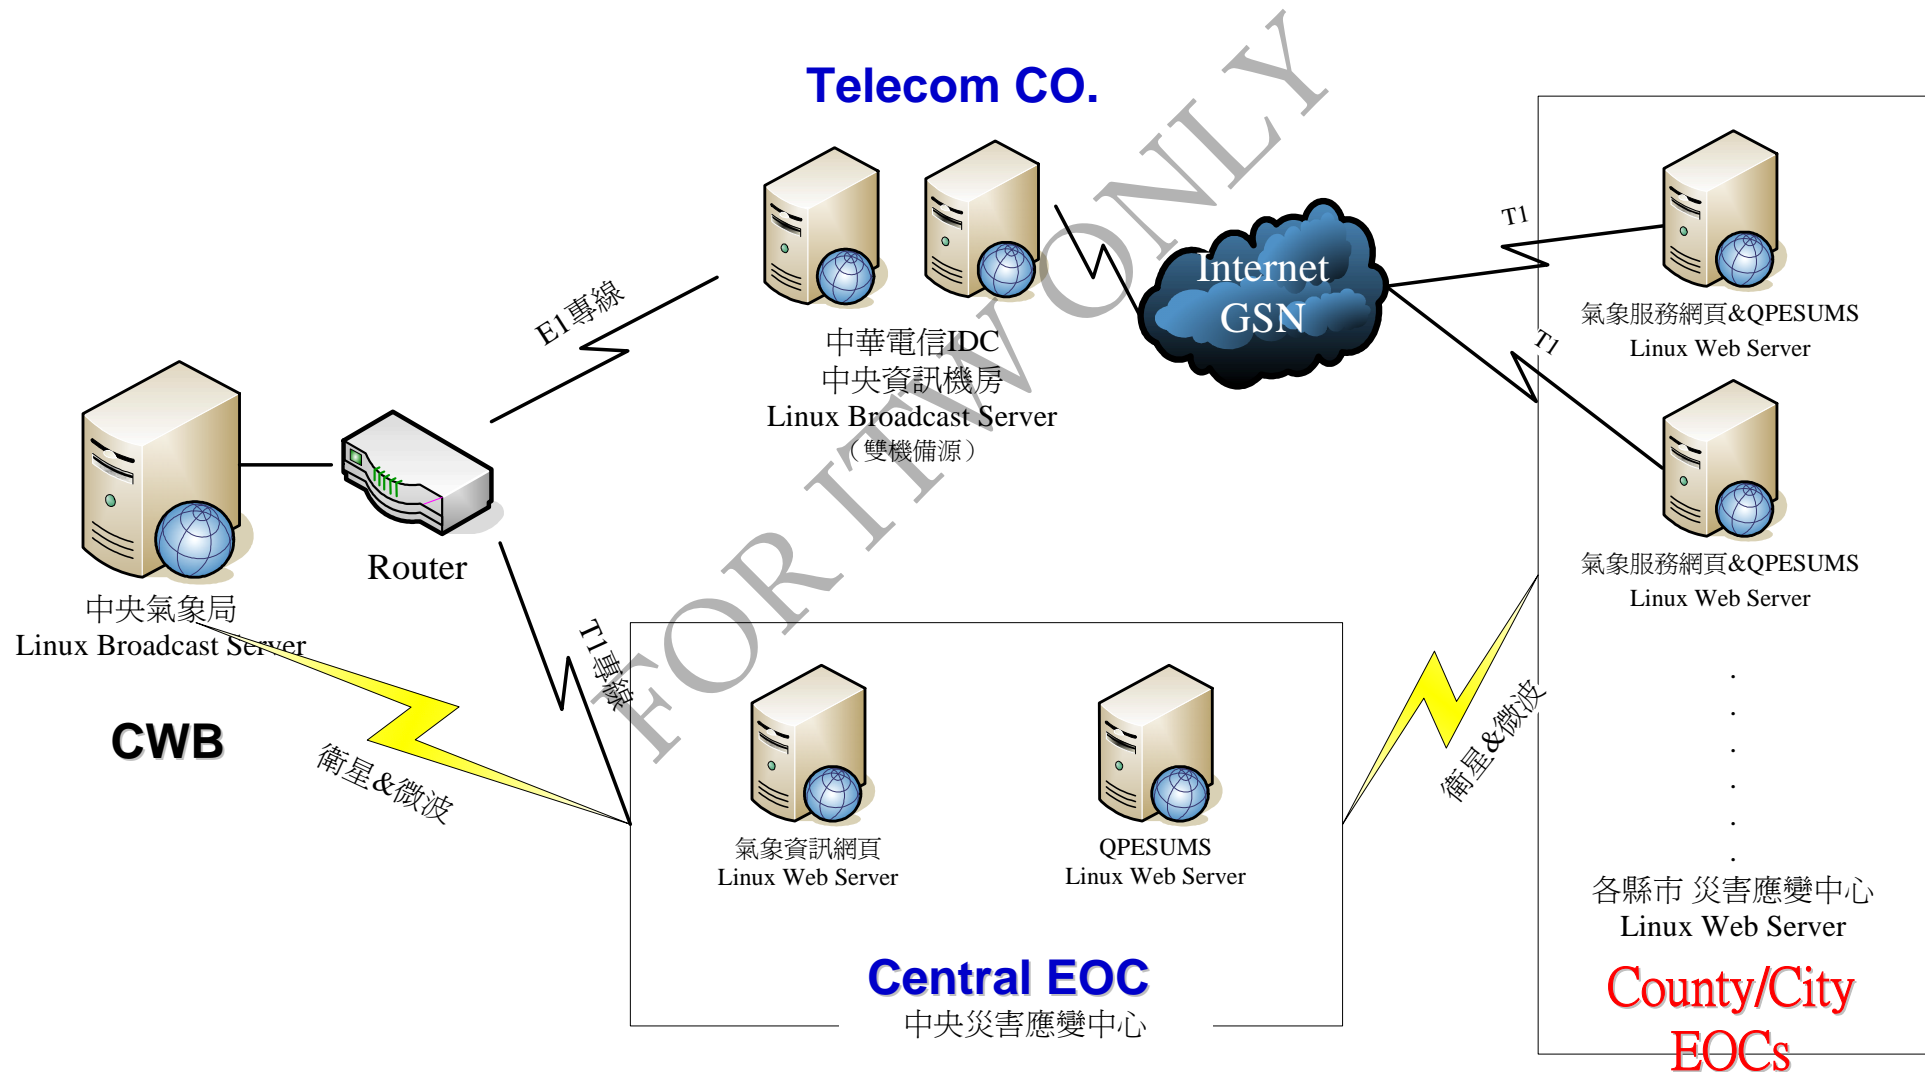 Telecom CO.
E1專線
中華電信IDC
中央資訊機房
Linux Broadcast Server
（雙機備源）
Internet
GSN
T1
T1
氣象服務網頁&QPESUMS
Linux Web Server
氣象服務網頁&QPESUMS
Linux Web Server
.
.
.
.
.
.
.
各縣市 災害應變中心
Linux Web Server
County/City
EOCs
Router
中央氣象局
Linux Broadcast Server
CWB
T1專線
衛星&微波
衛星&微波
氣象資訊網頁
Linux Web Server
QPESUMS
Linux Web Server
Central EOC
中央災害應變中心
FOR ITW ONLY